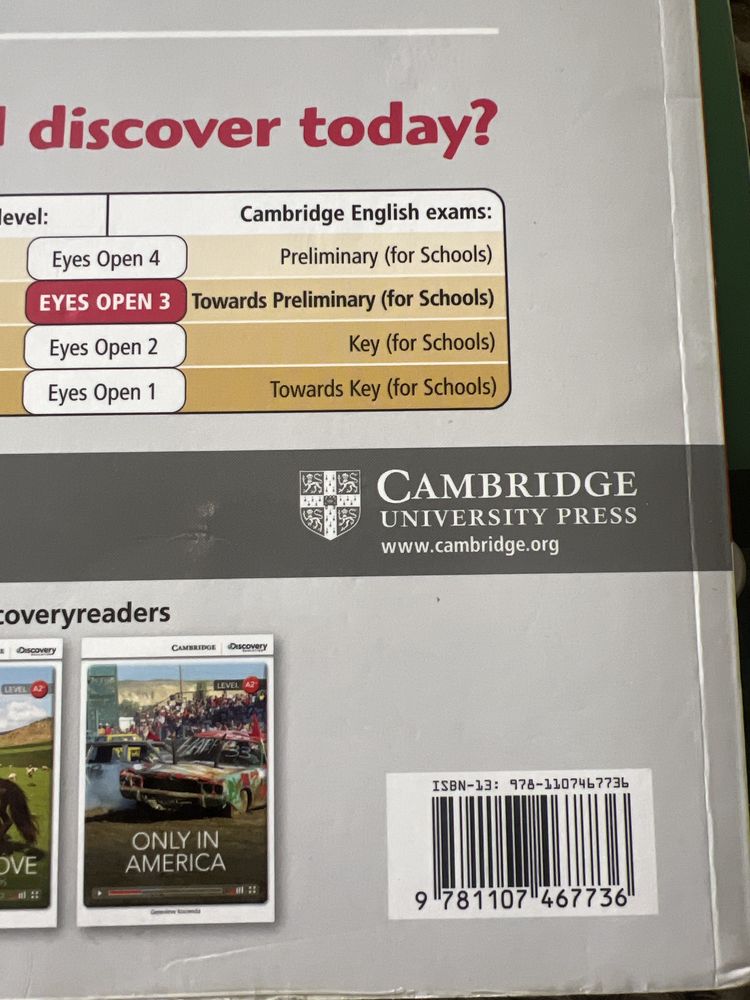 discover today?
level:
Cambridge English exams:
Eyes Open 4
Preliminary (for Schools)
EYES OPEN 3
Towards Preliminary (for Schools)
Eyes Open 2
Key (for Schools)
Eyes Open 1
Towards Key (for Schools)
CAMBRIDGE
UNIVERSITY PRESS
www.cambridge.org
coveryreaders
Discovery
LEVEL A2+
OVE
CAMBRIDGE Discovery
EDUCATION
LEVEL A2+
ONLY IN
AMERICA
Genevieve Kocienda
ISBN-13: 978-1107467736
9 781107 467736